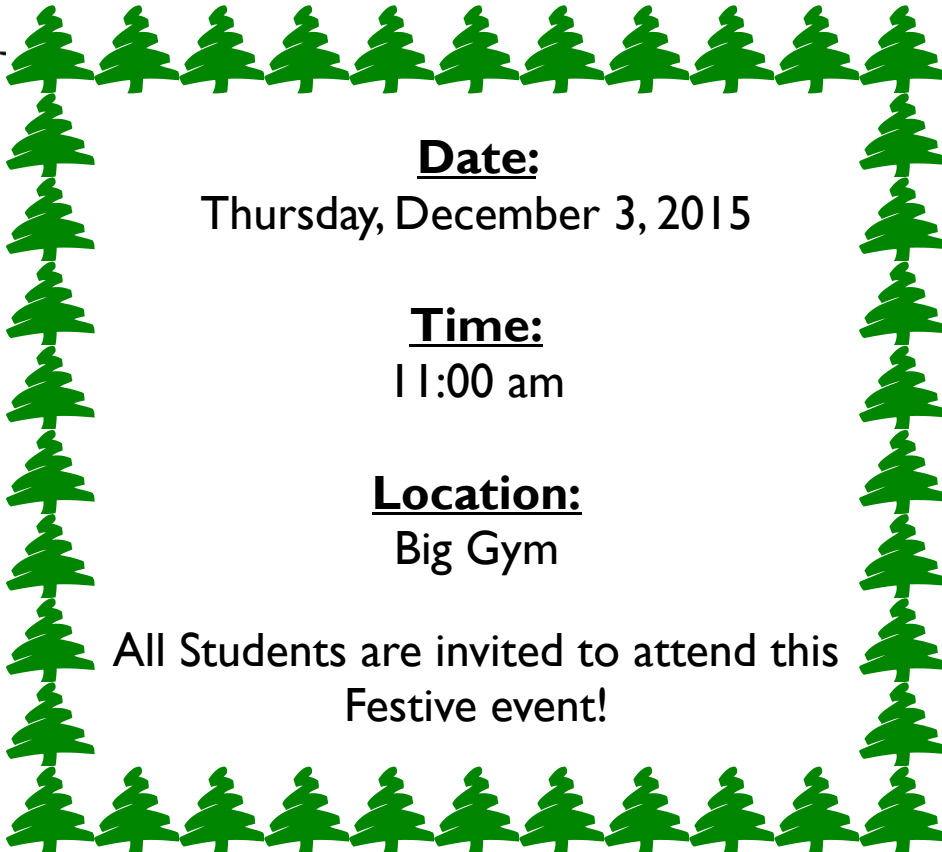 Date:
Thursday, December 3, 2015
Time:
11:00 am
Location:
Big Gym
All Students are invited to attend this
Festive event!